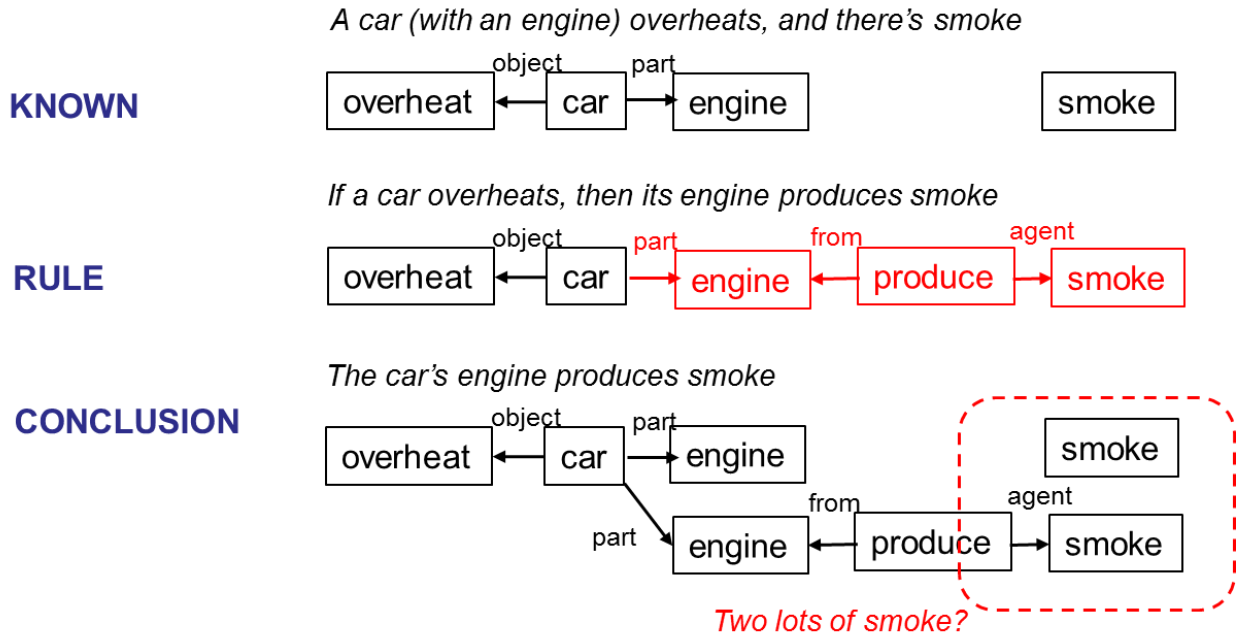 A car (with an engine) overheats, and there's smoke
KNOWN
object part
overheat car engine smoke
If a car overheats, then its engine produces smoke
RULE
object part from agent
overheat car engine produce smoke
The car's engine produces smoke
CONCLUSION
object part
overheat car engine smoke
part from agent
engine produce smoke
Two lots of smoke?